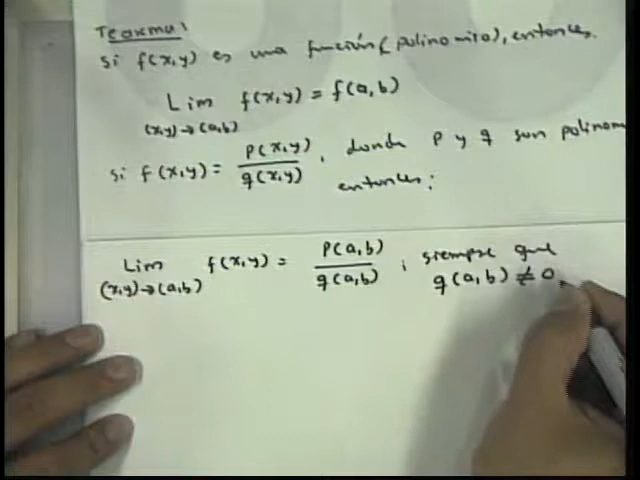 Teorema:
si f(x,y) es una función (polinomio), entonces.
Lim f(x,y) = f(a,b)
(x,y)→(a,b)
si f(x,y) = p(x,y) / q(x,y), donde p y q son polinom
entonces:
Lim f(x,y) = p(a,b) / q(a,b) ; siempre que
(x,y)→(a,b) q(a,b) ≠ 0.